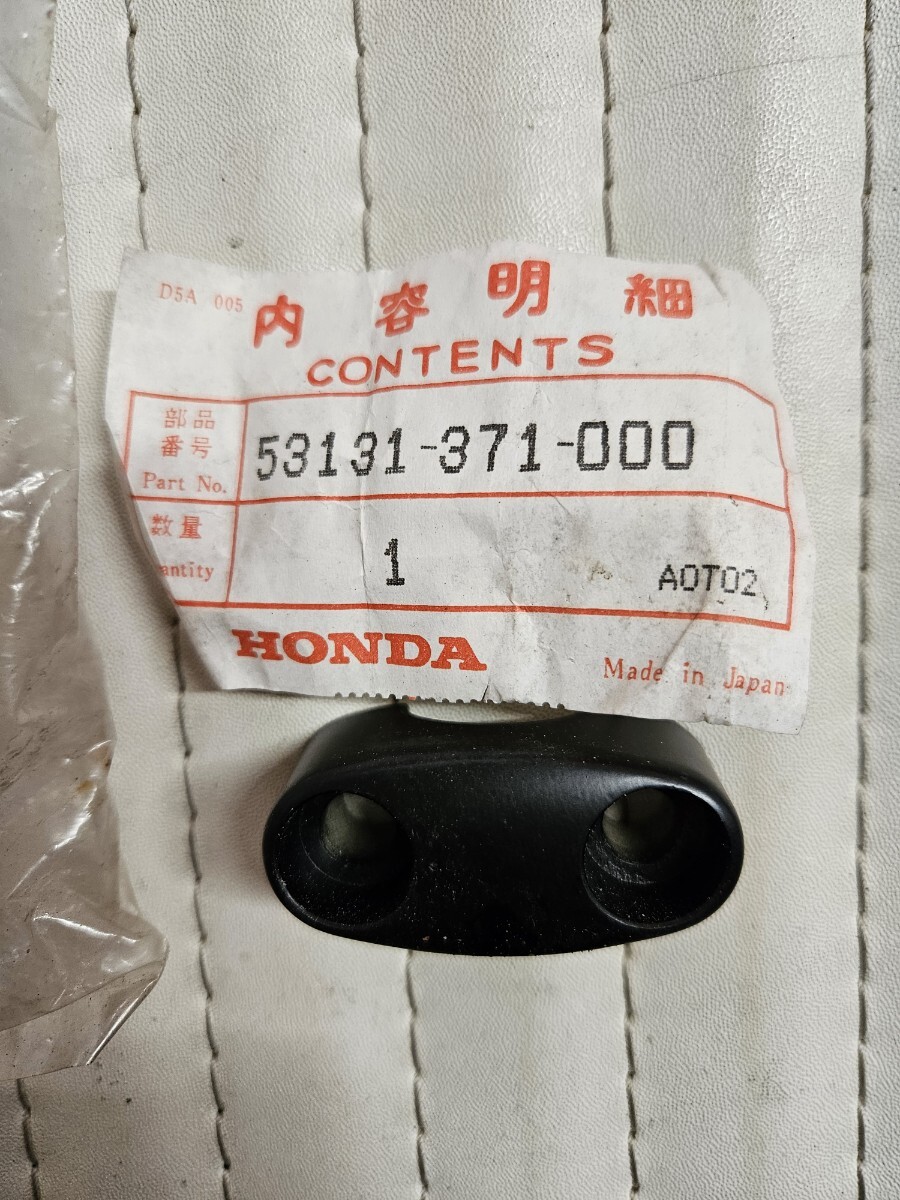 D5A 005
内容明細
CONTENTS
部品
番号
Part No.
53131-371-000
数量
antity
1
A0T02
HONDA
Made in Japan